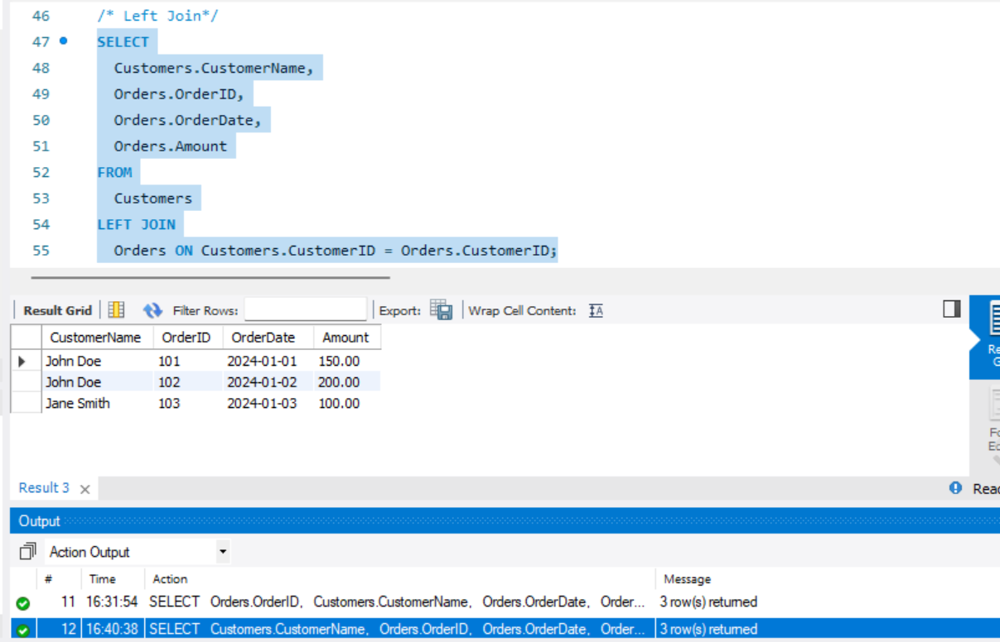 46 /* Left Join*/
47 SELECT
48 Customers.CustomerName,
49 Orders.OrderID,
50 Orders.OrderDate,
51 Orders.Amount
52 FROM
53 Customers
54 LEFT JOIN
55 Orders ON Customers.CustomerID = Orders.CustomerID;
Result Grid Filter Rows: Export: Wrap Cell Content: IA
CustomerName OrderID OrderDate Amount
John Doe 101 2024-01-01 150.00
John Doe 102 2024-01-02 200.00
Jane Smith 103 2024-01-03 100.00
Result 3 Read
Output
Action Output
# Time Action Message
11 16:31:54 SELECT Orders.OrderID, Customers.CustomerName, Orders.OrderDate, Order... 3 row(s) returned
12 16:40:38 SELECT Customers.CustomerName, Orders.OrderID, Orders.OrderDate, Order... 3 row(s) returned